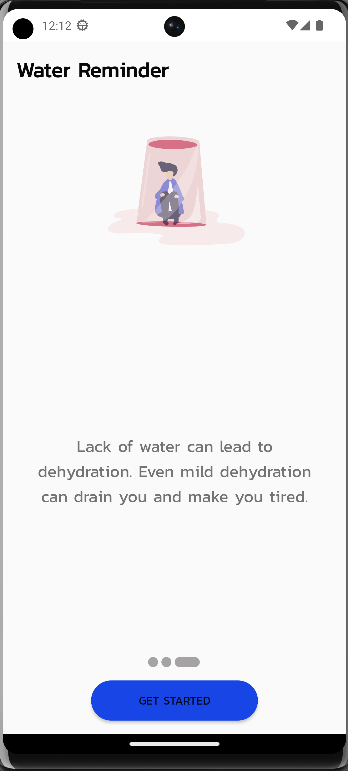 12:12
Water Reminder
Lack of water can lead to
dehydration. Even mild dehydration
can drain you and make you tired.
GET STARTED